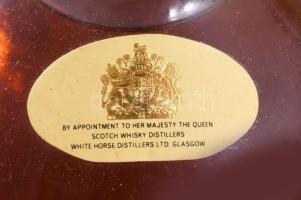 BY APPOINTMENT TO HER MAJESTY THE QUEEN
SCOTCH WHISKY DISTILLERS
WHITE HORSE DISTILLERS LTD. GLASGOW